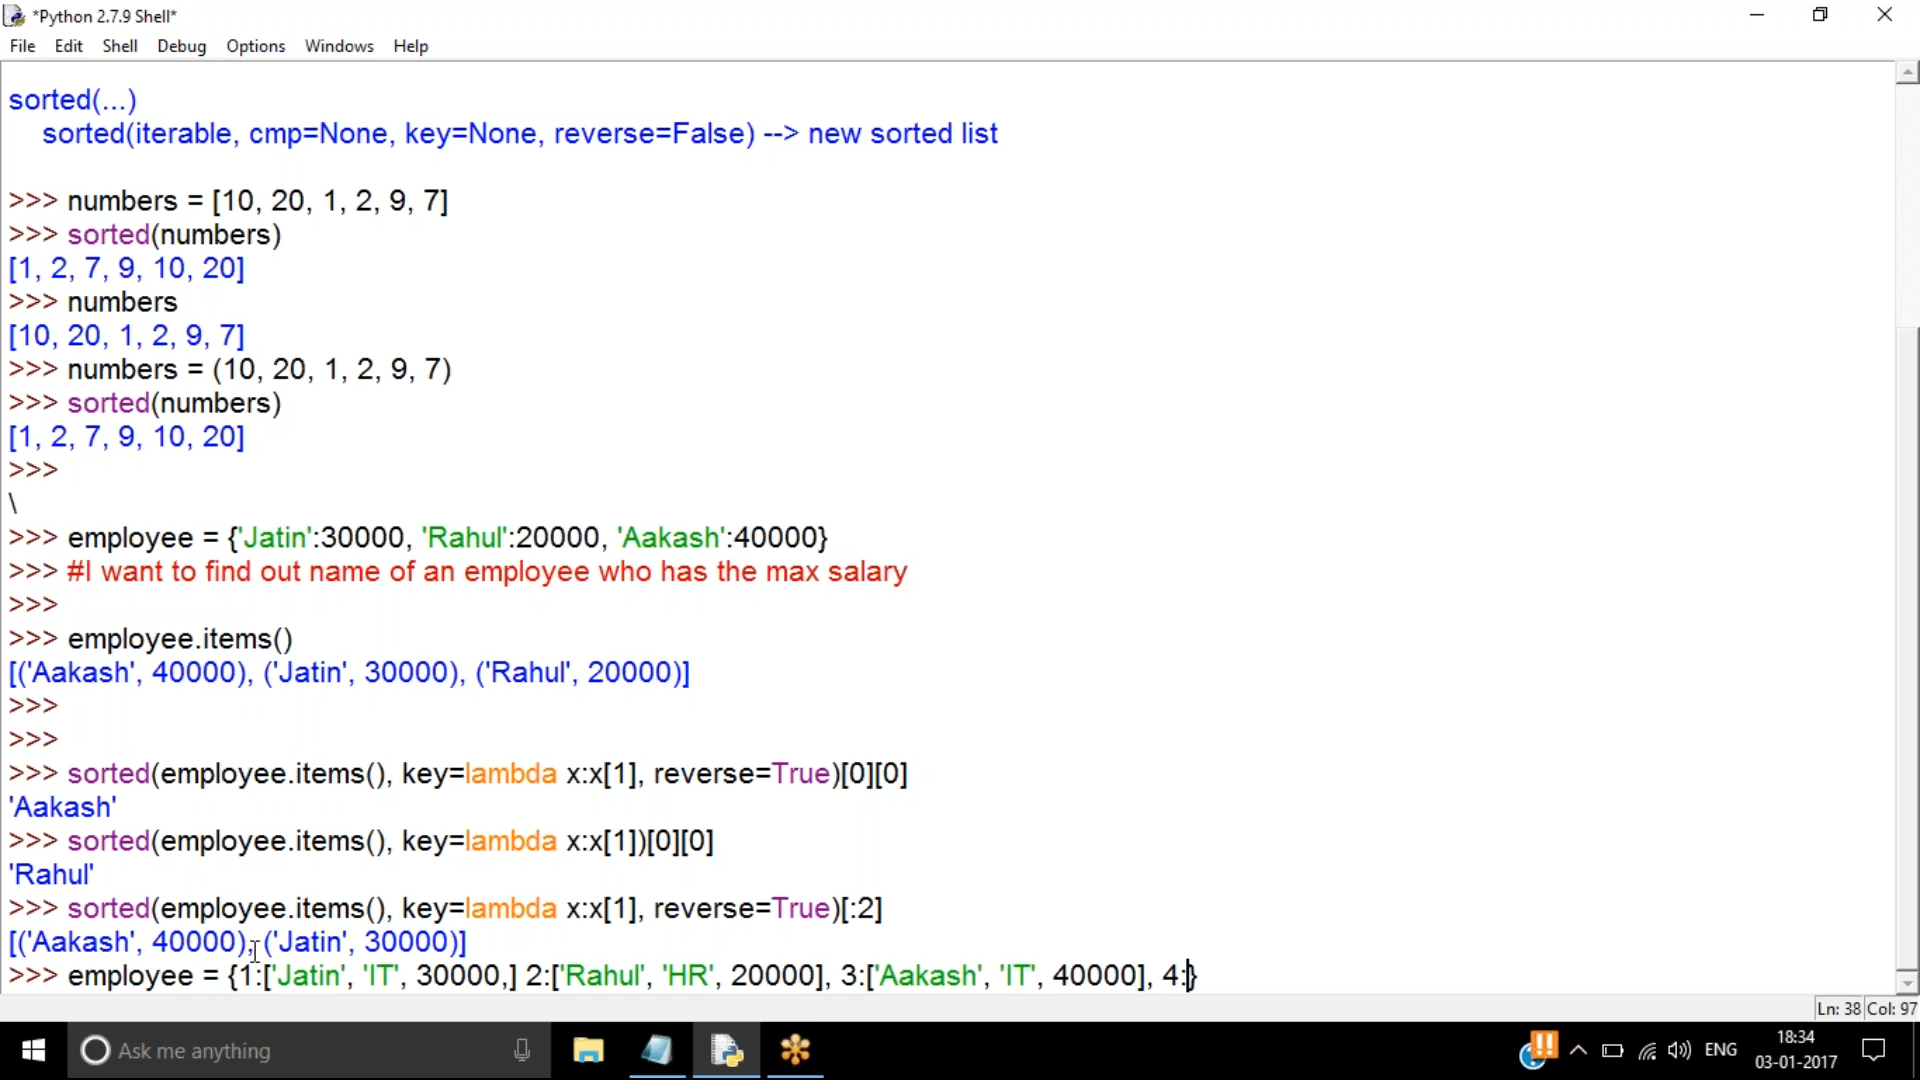 *Python 2.7.9 Shell*
File Edit Shell Debug Options Windows Help
sorted(...)
sorted(iterable, cmp=None, key=None, reverse=False) --> new sorted list
>>> numbers = [10, 20, 1, 2, 9, 7]
>>> sorted(numbers)
[1, 2, 7, 9, 10, 20]
>>> numbers
[10, 20, 1, 2, 9, 7]
>>> numbers = (10, 20, 1, 2, 9, 7)
>>> sorted(numbers)
[1, 2, 7, 9, 10, 20]
>>>
\
>>> employee = {'Jatin':30000, 'Rahul':20000, 'Aakash':40000}
>>> #I want to find out name of an employee who has the max salary
>>>
>>> employee.items()
[('Aakash', 40000), ('Jatin', 30000), ('Rahul', 20000)]
>>>
>>>
>>> sorted(employee.items(), key=lambda x:x[1], reverse=True)[0][0]
'Aakash'
>>> sorted(employee.items(), key=lambda x:x[1])[0][0]
'Rahul'
>>> sorted(employee.items(), key=lambda x:x[1], reverse=True)[:2]
[('Aakash', 40000), ('Jatin', 30000)]
>>> employee = {1:['Jatin', 'IT', 30000,] 2:['Rahul', 'HR', 20000], 3:['Aakash', 'IT', 40000], 4:}
Ln: 38 Col: 97
Ask me anything
ENG
18:34
03-01-2017